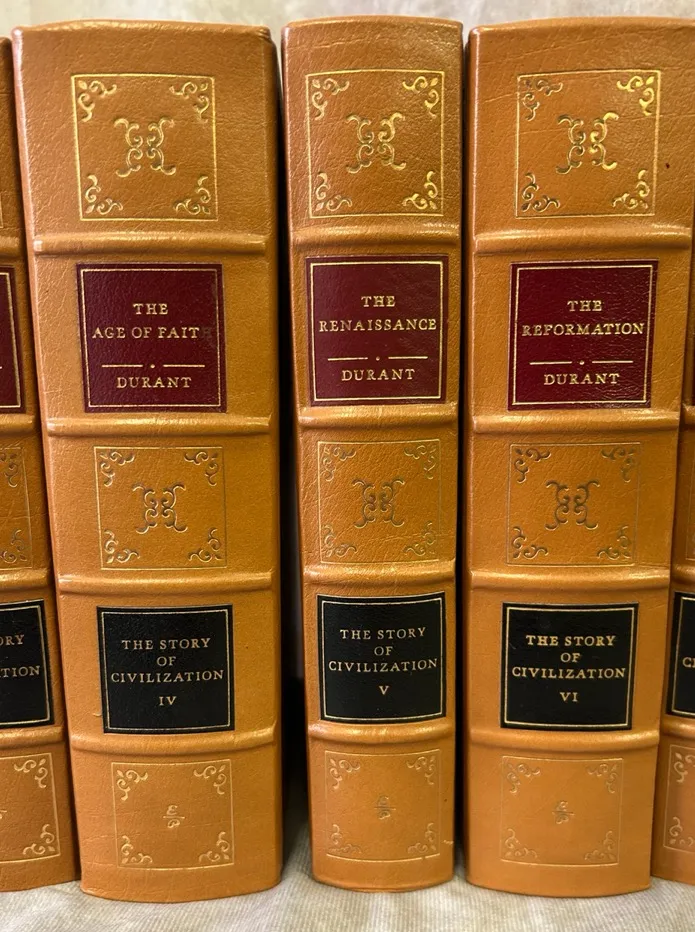 THE
AGE OF FAITH
DURANT
THE STORY
OF
CIVILIZATION
IV
THE
RENAISSANCE
DURANT
THE STORY
OF
CIVILIZATION
V
THE
REFORMATION
DURANT
THE STORY
OF
CIVILIZATION
VI